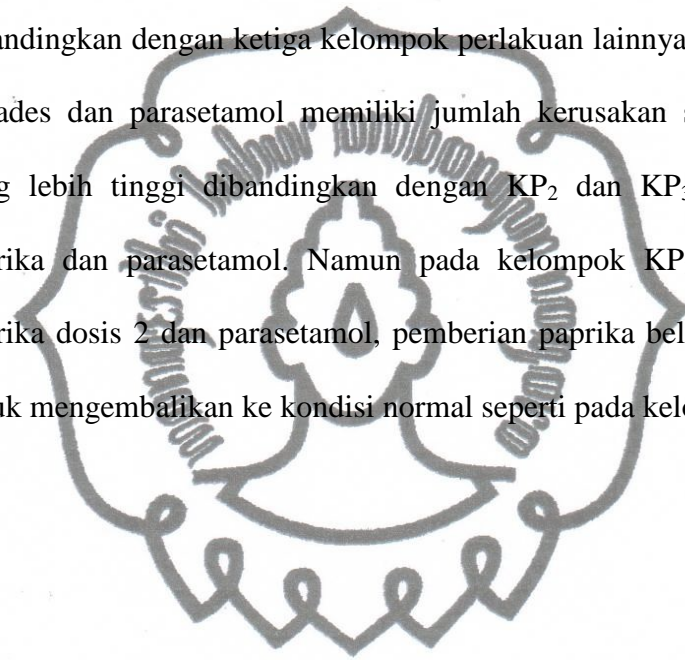 andingkan dengan ketiga kelompok perlakuan lainnya
ades dan parasetamol memiliki jumlah kerusakan s
g lebih tinggi dibandingkan dengan KP₂ dan KP₃
rika dan parasetamol. Namun pada kelompok KP
rika dosis 2 dan parasetamol, pemberian paprika bel
uk mengembalikan ke kondisi normal seperti pada kelo